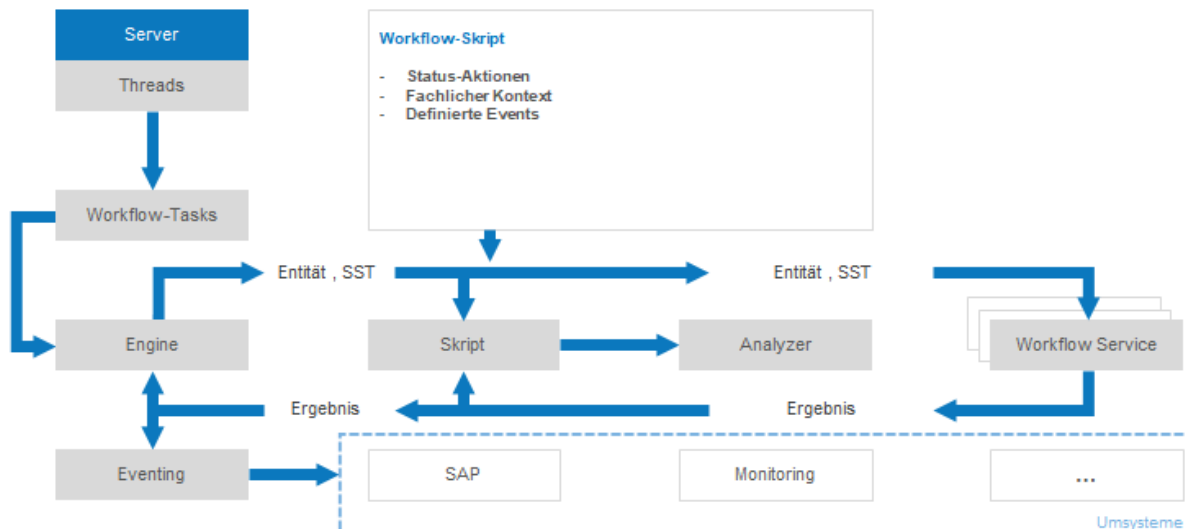 Server
Threads
Workflow-Skript
- Status-Aktionen
- Fachlicher Kontext
- Definierte Events
Workflow-Tasks
Entität , SST
Entität , SST
Engine
Skript
Analyzer
Workflow Service
Ergebnis
Ergebnis
Eventing
SAP
Monitoring
...
Umsysteme